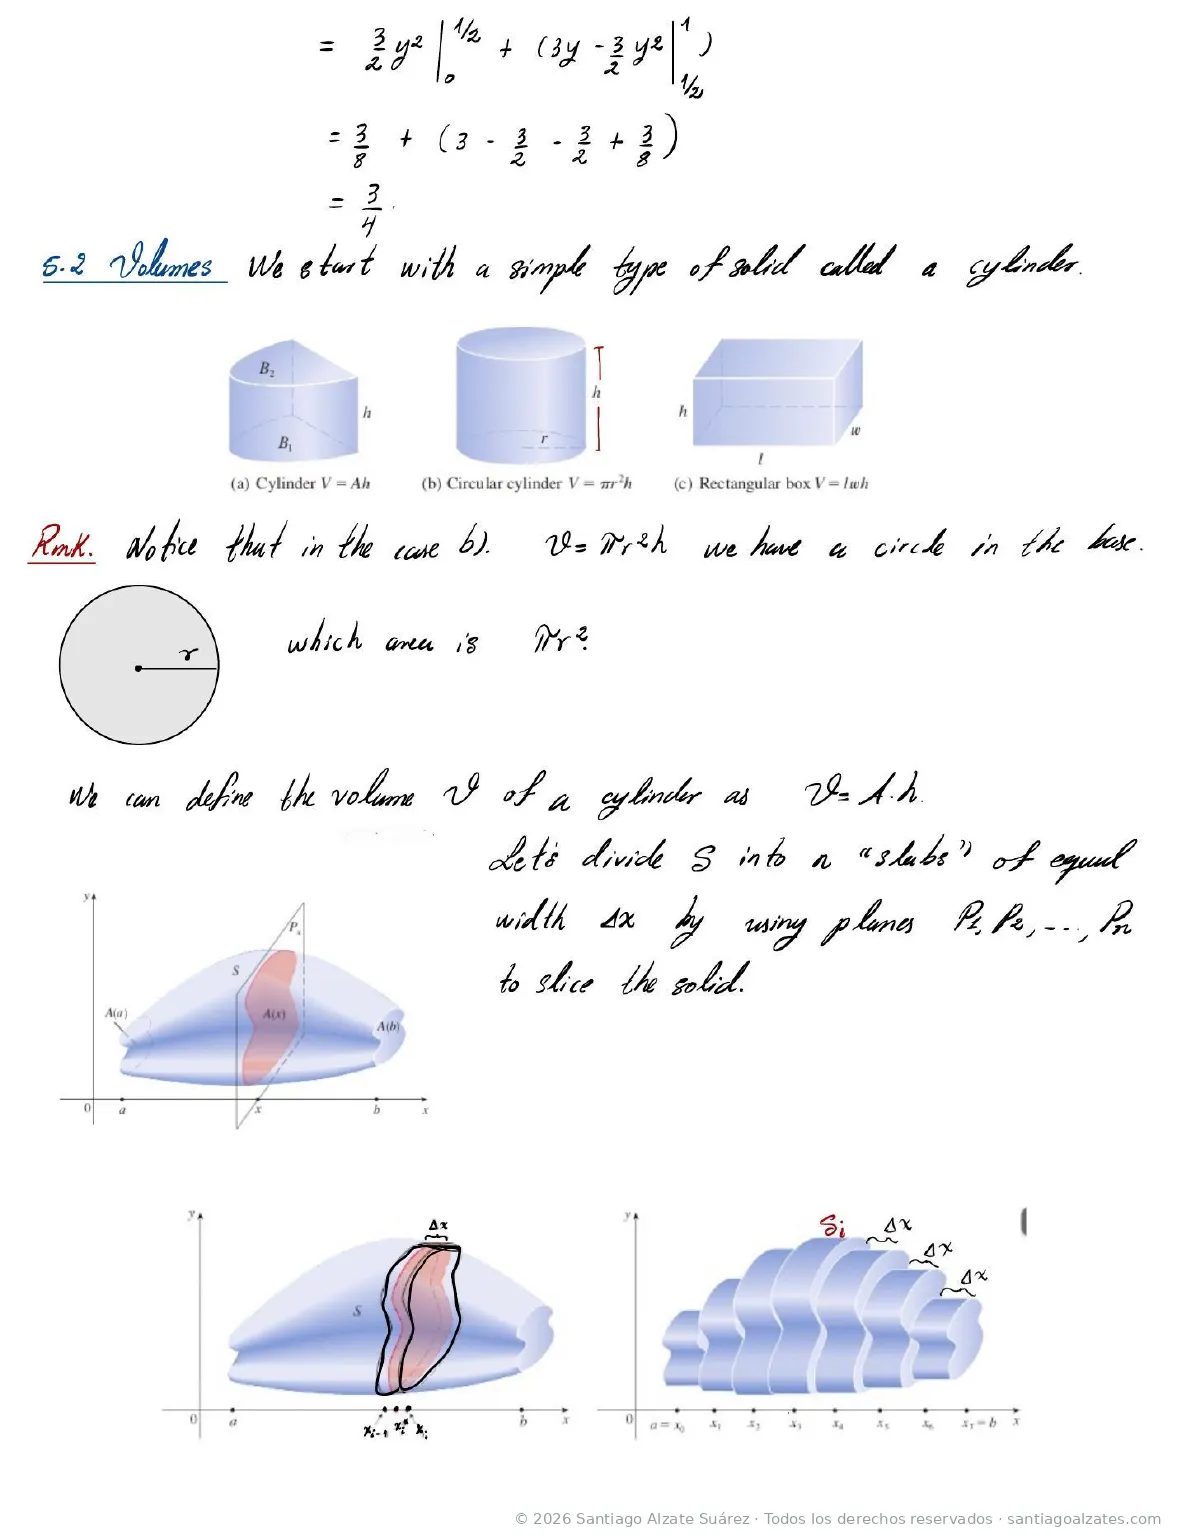 = 3/2 y² |₀^1/2 + (3y - 3/2 y² |_1/2^1 )
= 3/8 + (3 - 3/2 - 3/2 + 3/8)
= 3/4.
5.2 Volumes We start with a simple type of solid called a cylinder.
B₂ B₁ h
h r
h w l
(a) Cylinder V = Ah (b) Circular cylinder V = πr²h (c) Rectangular box V = lwh
Rmk. Notice that in the case b). V = πr²h we have a circle in the base.
r
which area is πr².
We can define the volume V of a cylinder as V = A.h.
Let's divide S into n "slabs" of equal
width Δx by using planes P1, P2, ..., Pn
to slice the solid.
y Pₓ S A(a) A(x) A(b)
0 a x b x
y Δx S
0 a xᵢ₋₁ xᵢ* xᵢ b x
y Si Δx Δx Δx
0 a = x₀ x₁ x₂ x₃ x₄ x₅ x₆ x₇ = b x
© 2026 Santiago Alzate Suárez · Todos los derechos reservados · santiagoalzates.com